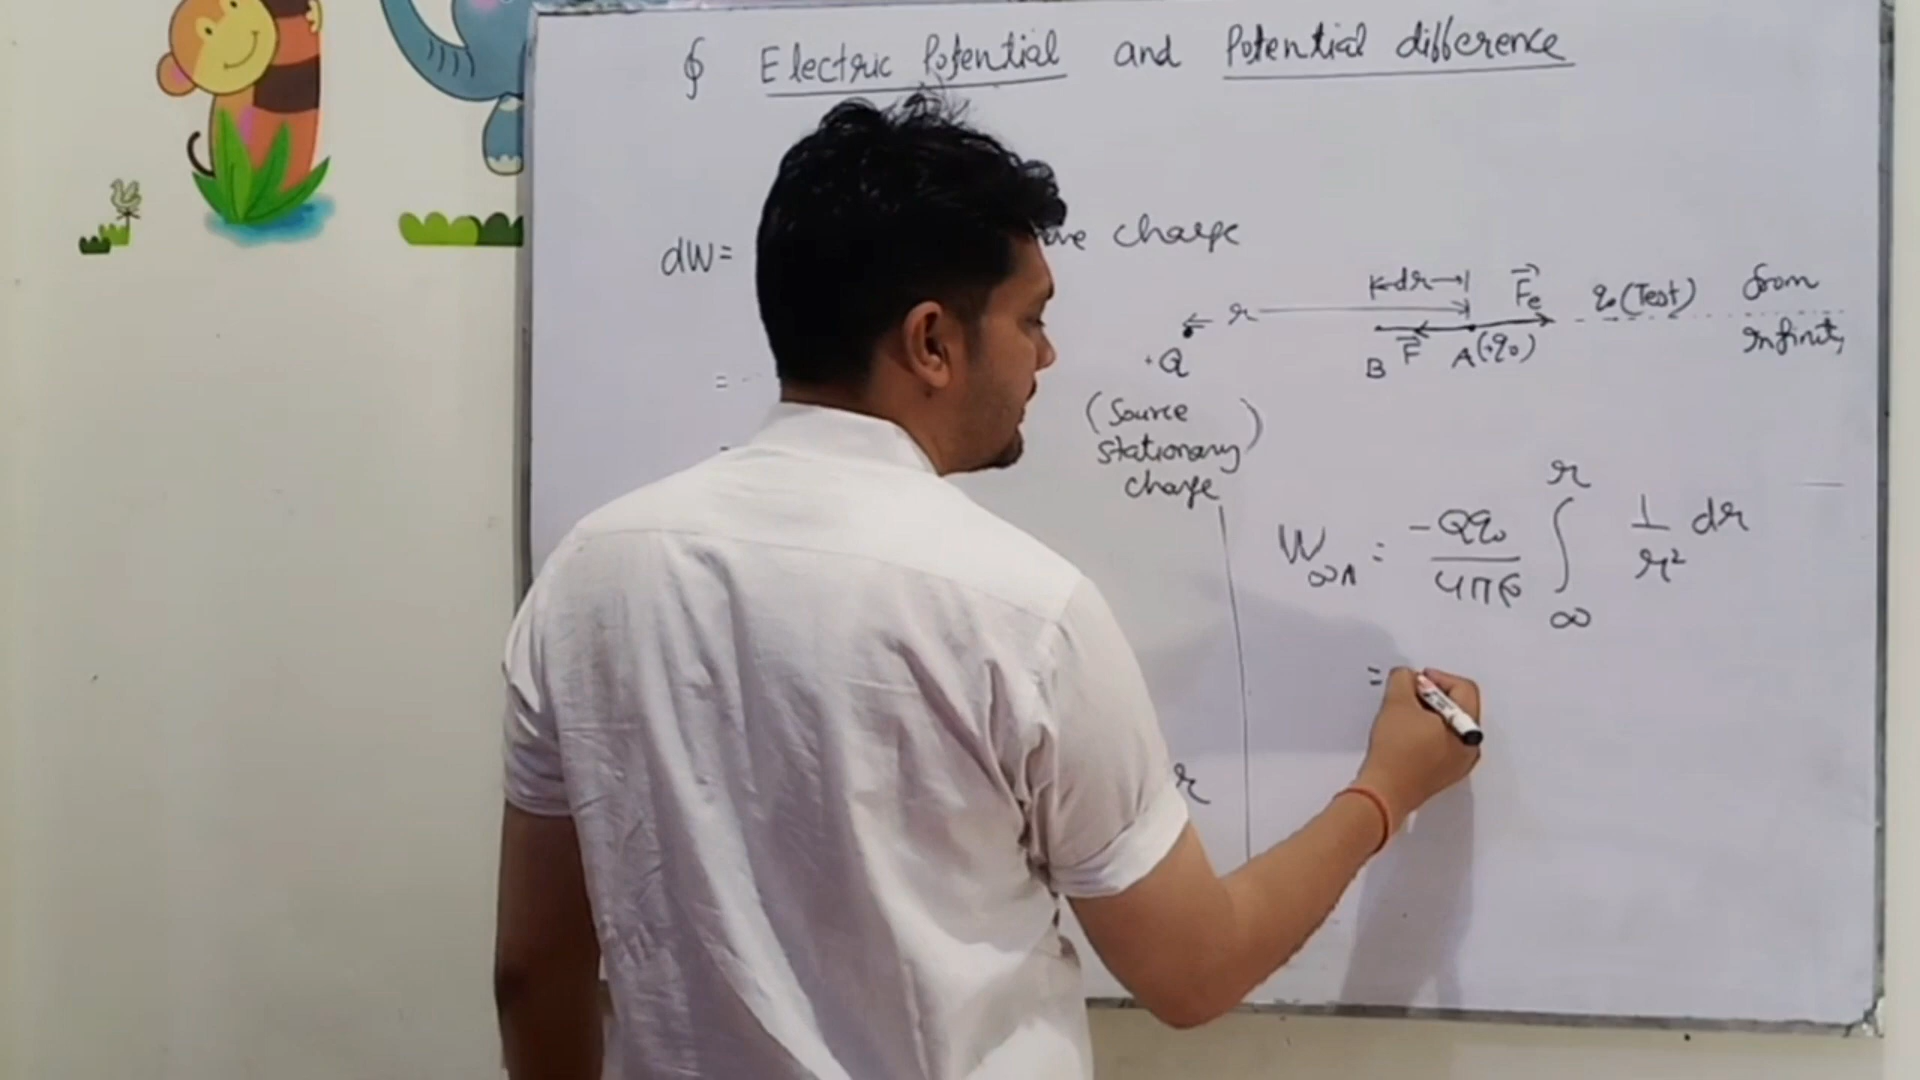 ∮ Electric Potential and Potential difference
dW=
charge
|←dr→| F⃗e q₀(Test) from
← r
B F⃗ A(+q₀) Infinity
+Q
(Source
stationary)
charge
=
W∞A = -Qq₀/4πε₀ ∫∞^r 1/r² dr
=
r